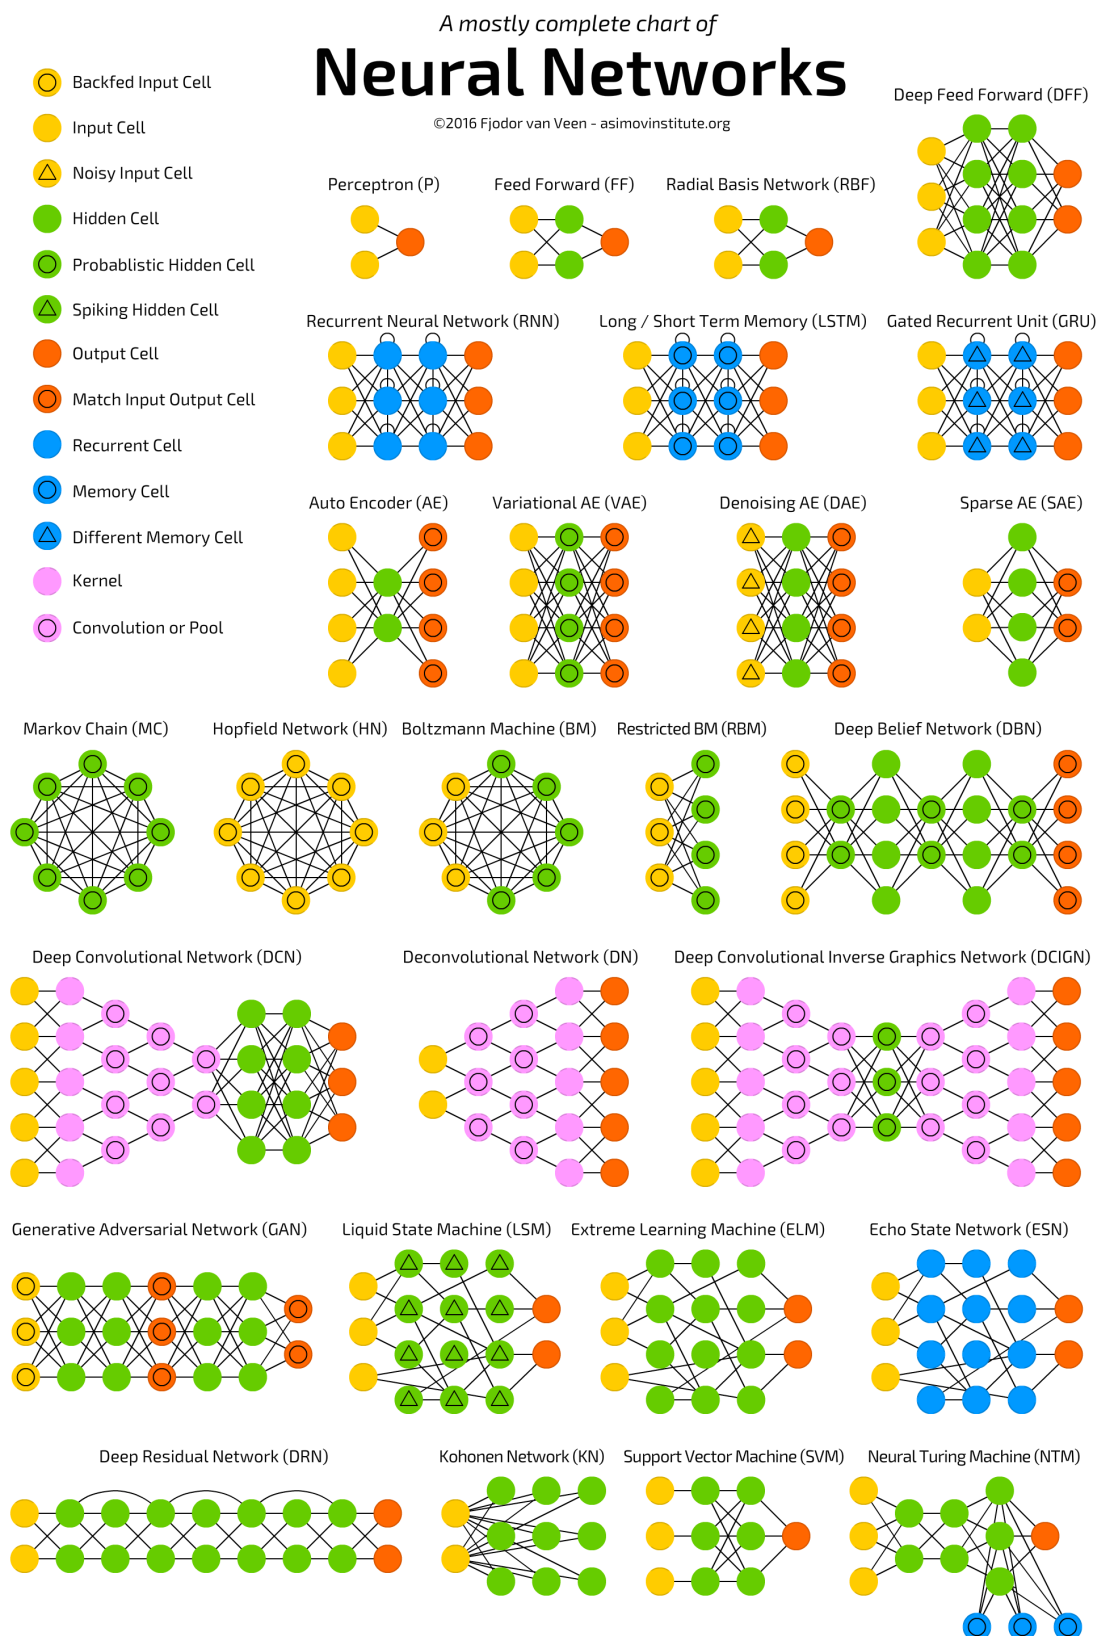 A mostly complete chart of
Neural Networks
©2016 Fjodor van Veen - asimovinstitute.org
Backfed Input Cell
Input Cell
Noisy Input Cell
Hidden Cell
Probablistic Hidden Cell
Spiking Hidden Cell
Output Cell
Match Input Output Cell
Recurrent Cell
Memory Cell
Different Memory Cell
Kernel
Convolution or Pool
Deep Feed Forward (DFF)
Perceptron (P)
Feed Forward (FF)
Radial Basis Network (RBF)
Recurrent Neural Network (RNN)
Long / Short Term Memory (LSTM)
Gated Recurrent Unit (GRU)
Auto Encoder (AE)
Variational AE (VAE)
Denoising AE (DAE)
Sparse AE (SAE)
Markov Chain (MC)
Hopfield Network (HN)
Boltzmann Machine (BM)
Restricted BM (RBM)
Deep Belief Network (DBN)
Deep Convolutional Network (DCN)
Deconvolutional Network (DN)
Deep Convolutional Inverse Graphics Network (DCIGN)
Generative Adversarial Network (GAN)
Liquid State Machine (LSM)
Extreme Learning Machine (ELM)
Echo State Network (ESN)
Deep Residual Network (DRN)
Kohonen Network (KN)
Support Vector Machine (SVM)
Neural Turing Machine (NTM)